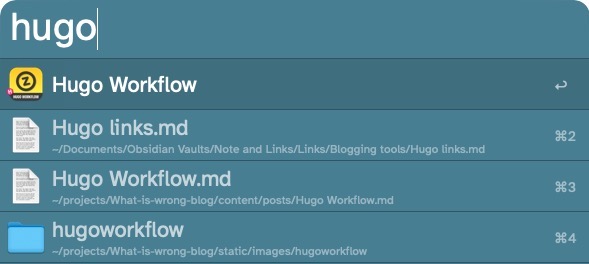 hugo
Hugo Workflow ↩
HUGO WORKFLOW
Hugo links.md ⌘2
~/Documents/Obsidian Vaults/Note and Links/Links/Blogging tools/Hugo links.md
Hugo Workflow.md ⌘3
~/projects/What-is-wrong-blog/content/posts/Hugo Workflow.md
hugoworkflow ⌘4
~/projects/What-is-wrong-blog/static/images/hugoworkflow